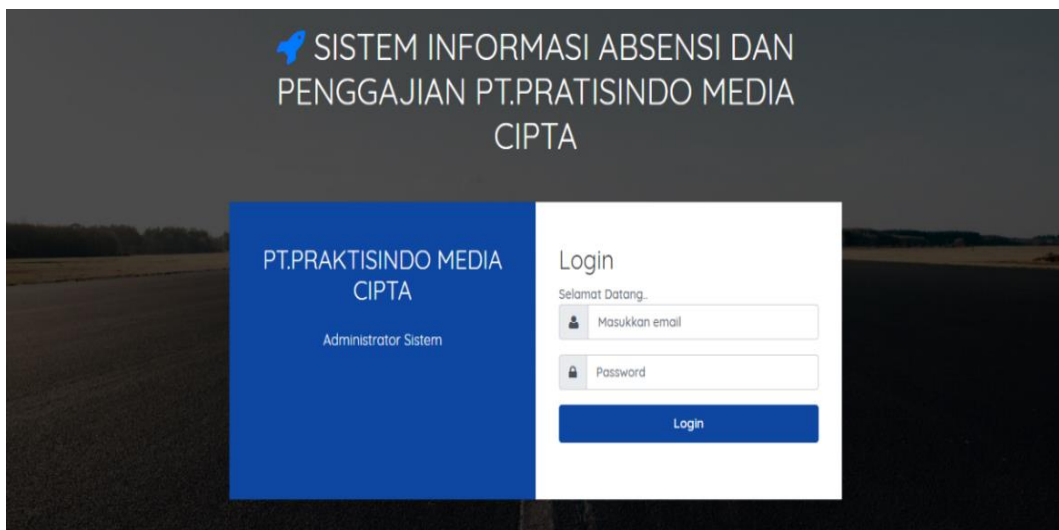 SISTEM INFORMASI ABSENSI DAN
PENGGAJIAN PT.PRATISINDO MEDIA
CIPTA
PT.PRAKTISINDO MEDIA
CIPTA
Administrator Sistem
Login
Selamat Datang..
Masukkan email
Password
Login